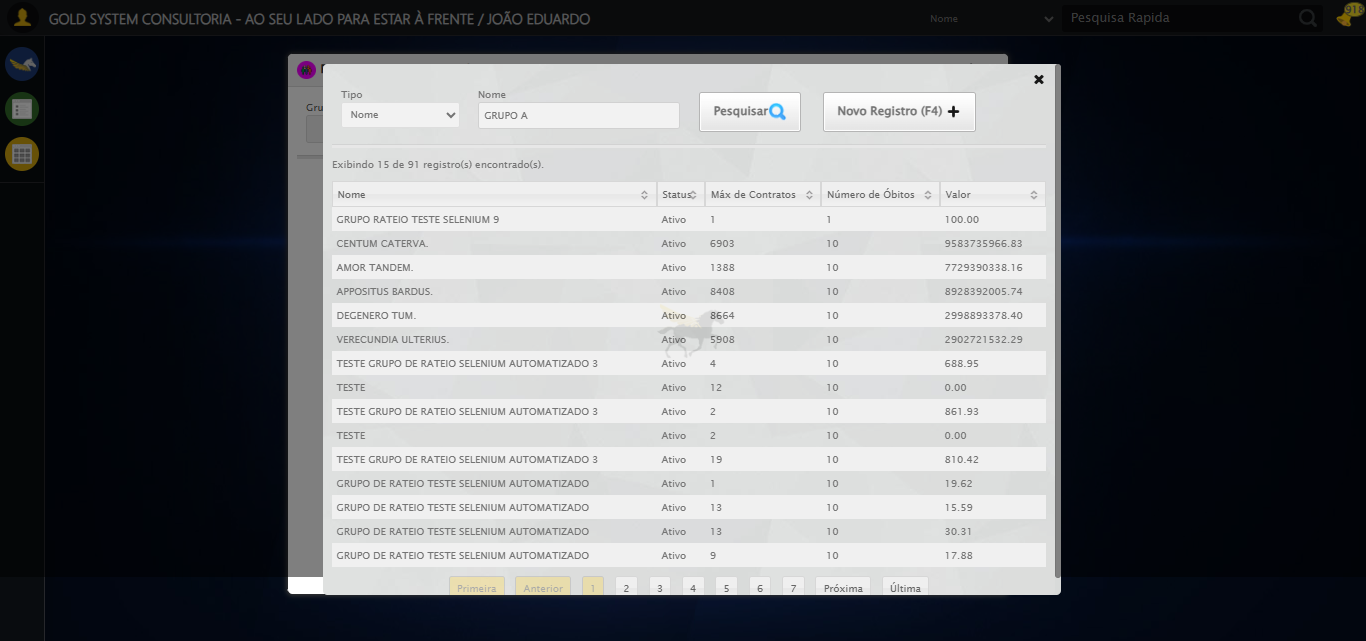 GOLD SYSTEM CONSULTORIA - AO SEU LADO PARA ESTAR À FRENTE / JOÃO EDUARDO
Nome
Pesquisa Rapida
918
Gru
Tipo
Nome
Nome
GRUPO A
Pesquisar
Novo Registro (F4)
Exibindo 15 de 91 registro(s) encontrado(s).
Nome Status Máx de Contratos Número de Óbitos Valor
GRUPO RATEIO TESTE SELENIUM 9 Ativo 1 1 100.00
CENTUM CATERVA. Ativo 6903 10 9583735966.83
AMOR TANDEM. Ativo 1388 10 7729390338.16
APPOSITUS BARDUS. Ativo 8408 10 8928392005.74
DEGENERO TUM. Ativo 8664 10 2998893378.40
VERECUNDIA ULTERIUS. Ativo 5908 10 2902721532.29
TESTE GRUPO DE RATEIO SELENIUM AUTOMATIZADO 3 Ativo 4 10 688.95
TESTE Ativo 12 10 0.00
TESTE GRUPO DE RATEIO SELENIUM AUTOMATIZADO 3 Ativo 2 10 861.93
TESTE Ativo 2 10 0.00
TESTE GRUPO DE RATEIO SELENIUM AUTOMATIZADO 3 Ativo 19 10 810.42
GRUPO DE RATEIO TESTE SELENIUM AUTOMATIZADO Ativo 1 10 19.62
GRUPO DE RATEIO TESTE SELENIUM AUTOMATIZADO Ativo 13 10 15.59
GRUPO DE RATEIO TESTE SELENIUM AUTOMATIZADO Ativo 13 10 30.31
GRUPO DE RATEIO TESTE SELENIUM AUTOMATIZADO Ativo 9 10 17.88
Primeira Anterior 1 2 3 4 5 6 7 Próxima Última